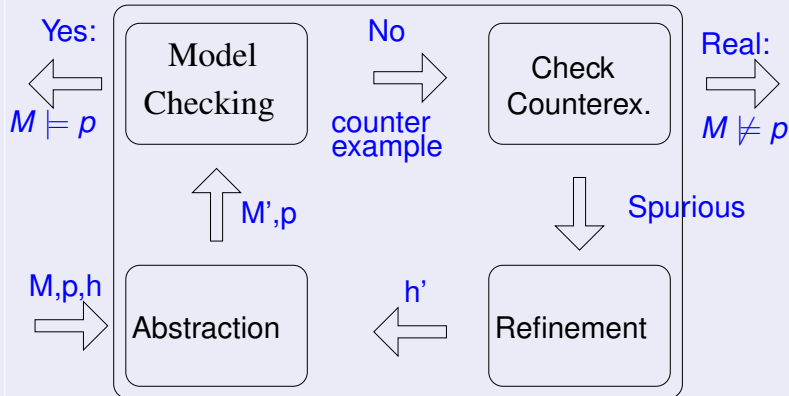 Yes:
M ⊨ p
Model
Checking
No
counter
example
Check
Counterex.
Real:
M ⊭ p
M',p
Spurious
M,p,h
Abstraction
h'
Refinement